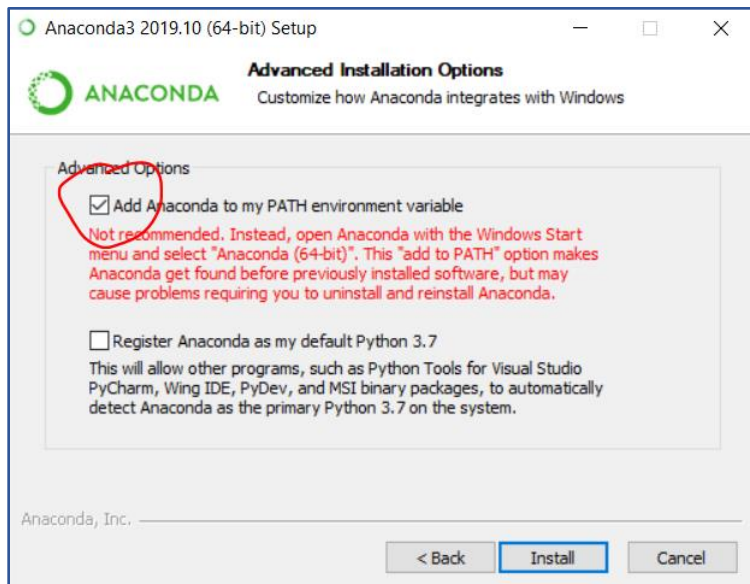 Anaconda3 2019.10 (64-bit) Setup
ANACONDA
Advanced Installation Options
Customize how Anaconda integrates with Windows
Advanced Options
Add Anaconda to my PATH environment variable
Not recommended. Instead, open Anaconda with the Windows Start
menu and select "Anaconda (64-bit)". This "add to PATH" option makes
Anaconda get found before previously installed software, but may
cause problems requiring you to uninstall and reinstall Anaconda.
Register Anaconda as my default Python 3.7
This will allow other programs, such as Python Tools for Visual Studio
PyCharm, Wing IDE, PyDev, and MSI binary packages, to automatically
detect Anaconda as the primary Python 3.7 on the system.
Anaconda, Inc.
< Back
Install
Cancel